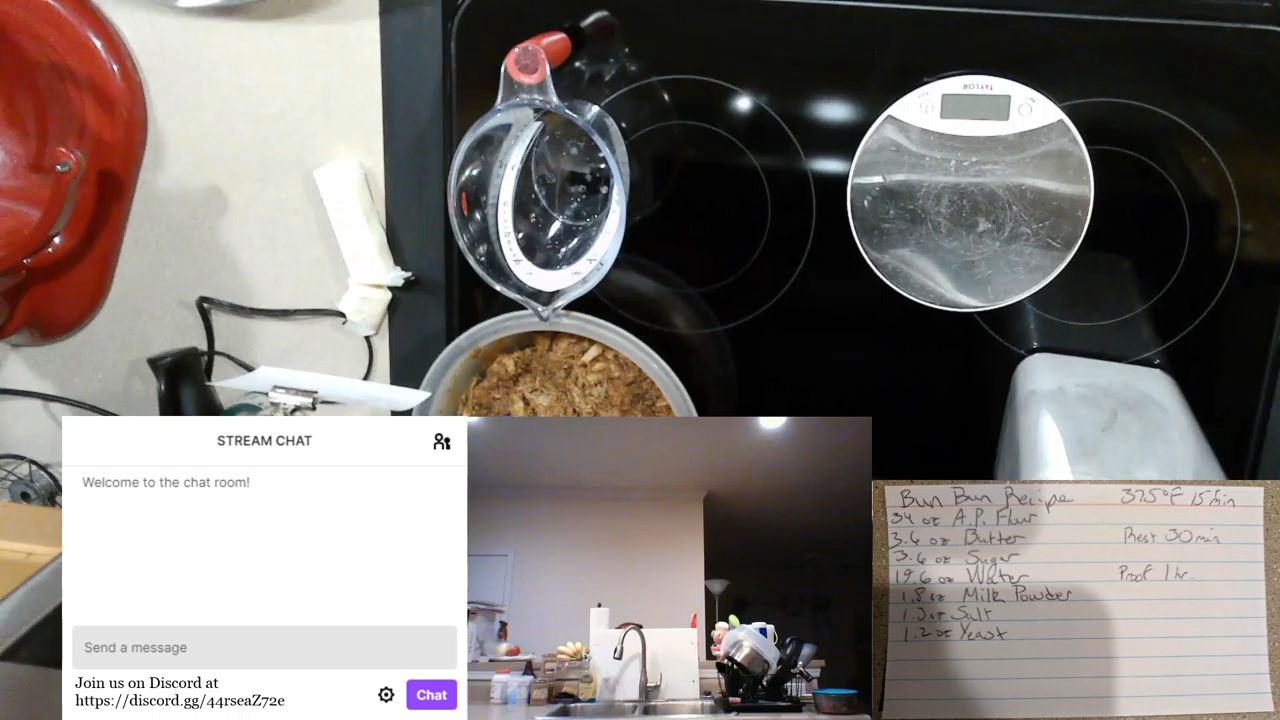 TAYLOR
STREAM CHAT
Welcome to the chat room!
Send a message
Join us on Discord at
https://discord.gg/44rseaZ72e
Chat
Bun Bun Recipe 375°F 15 min
34 oz A.P. Flour
3.6 oz Butter Rest 30 min
3.6 oz Sugar
19.6 oz Water Proof 1 hr.
1.8 oz Milk Powder
1.3 oz Salt
1.2 oz Yeast